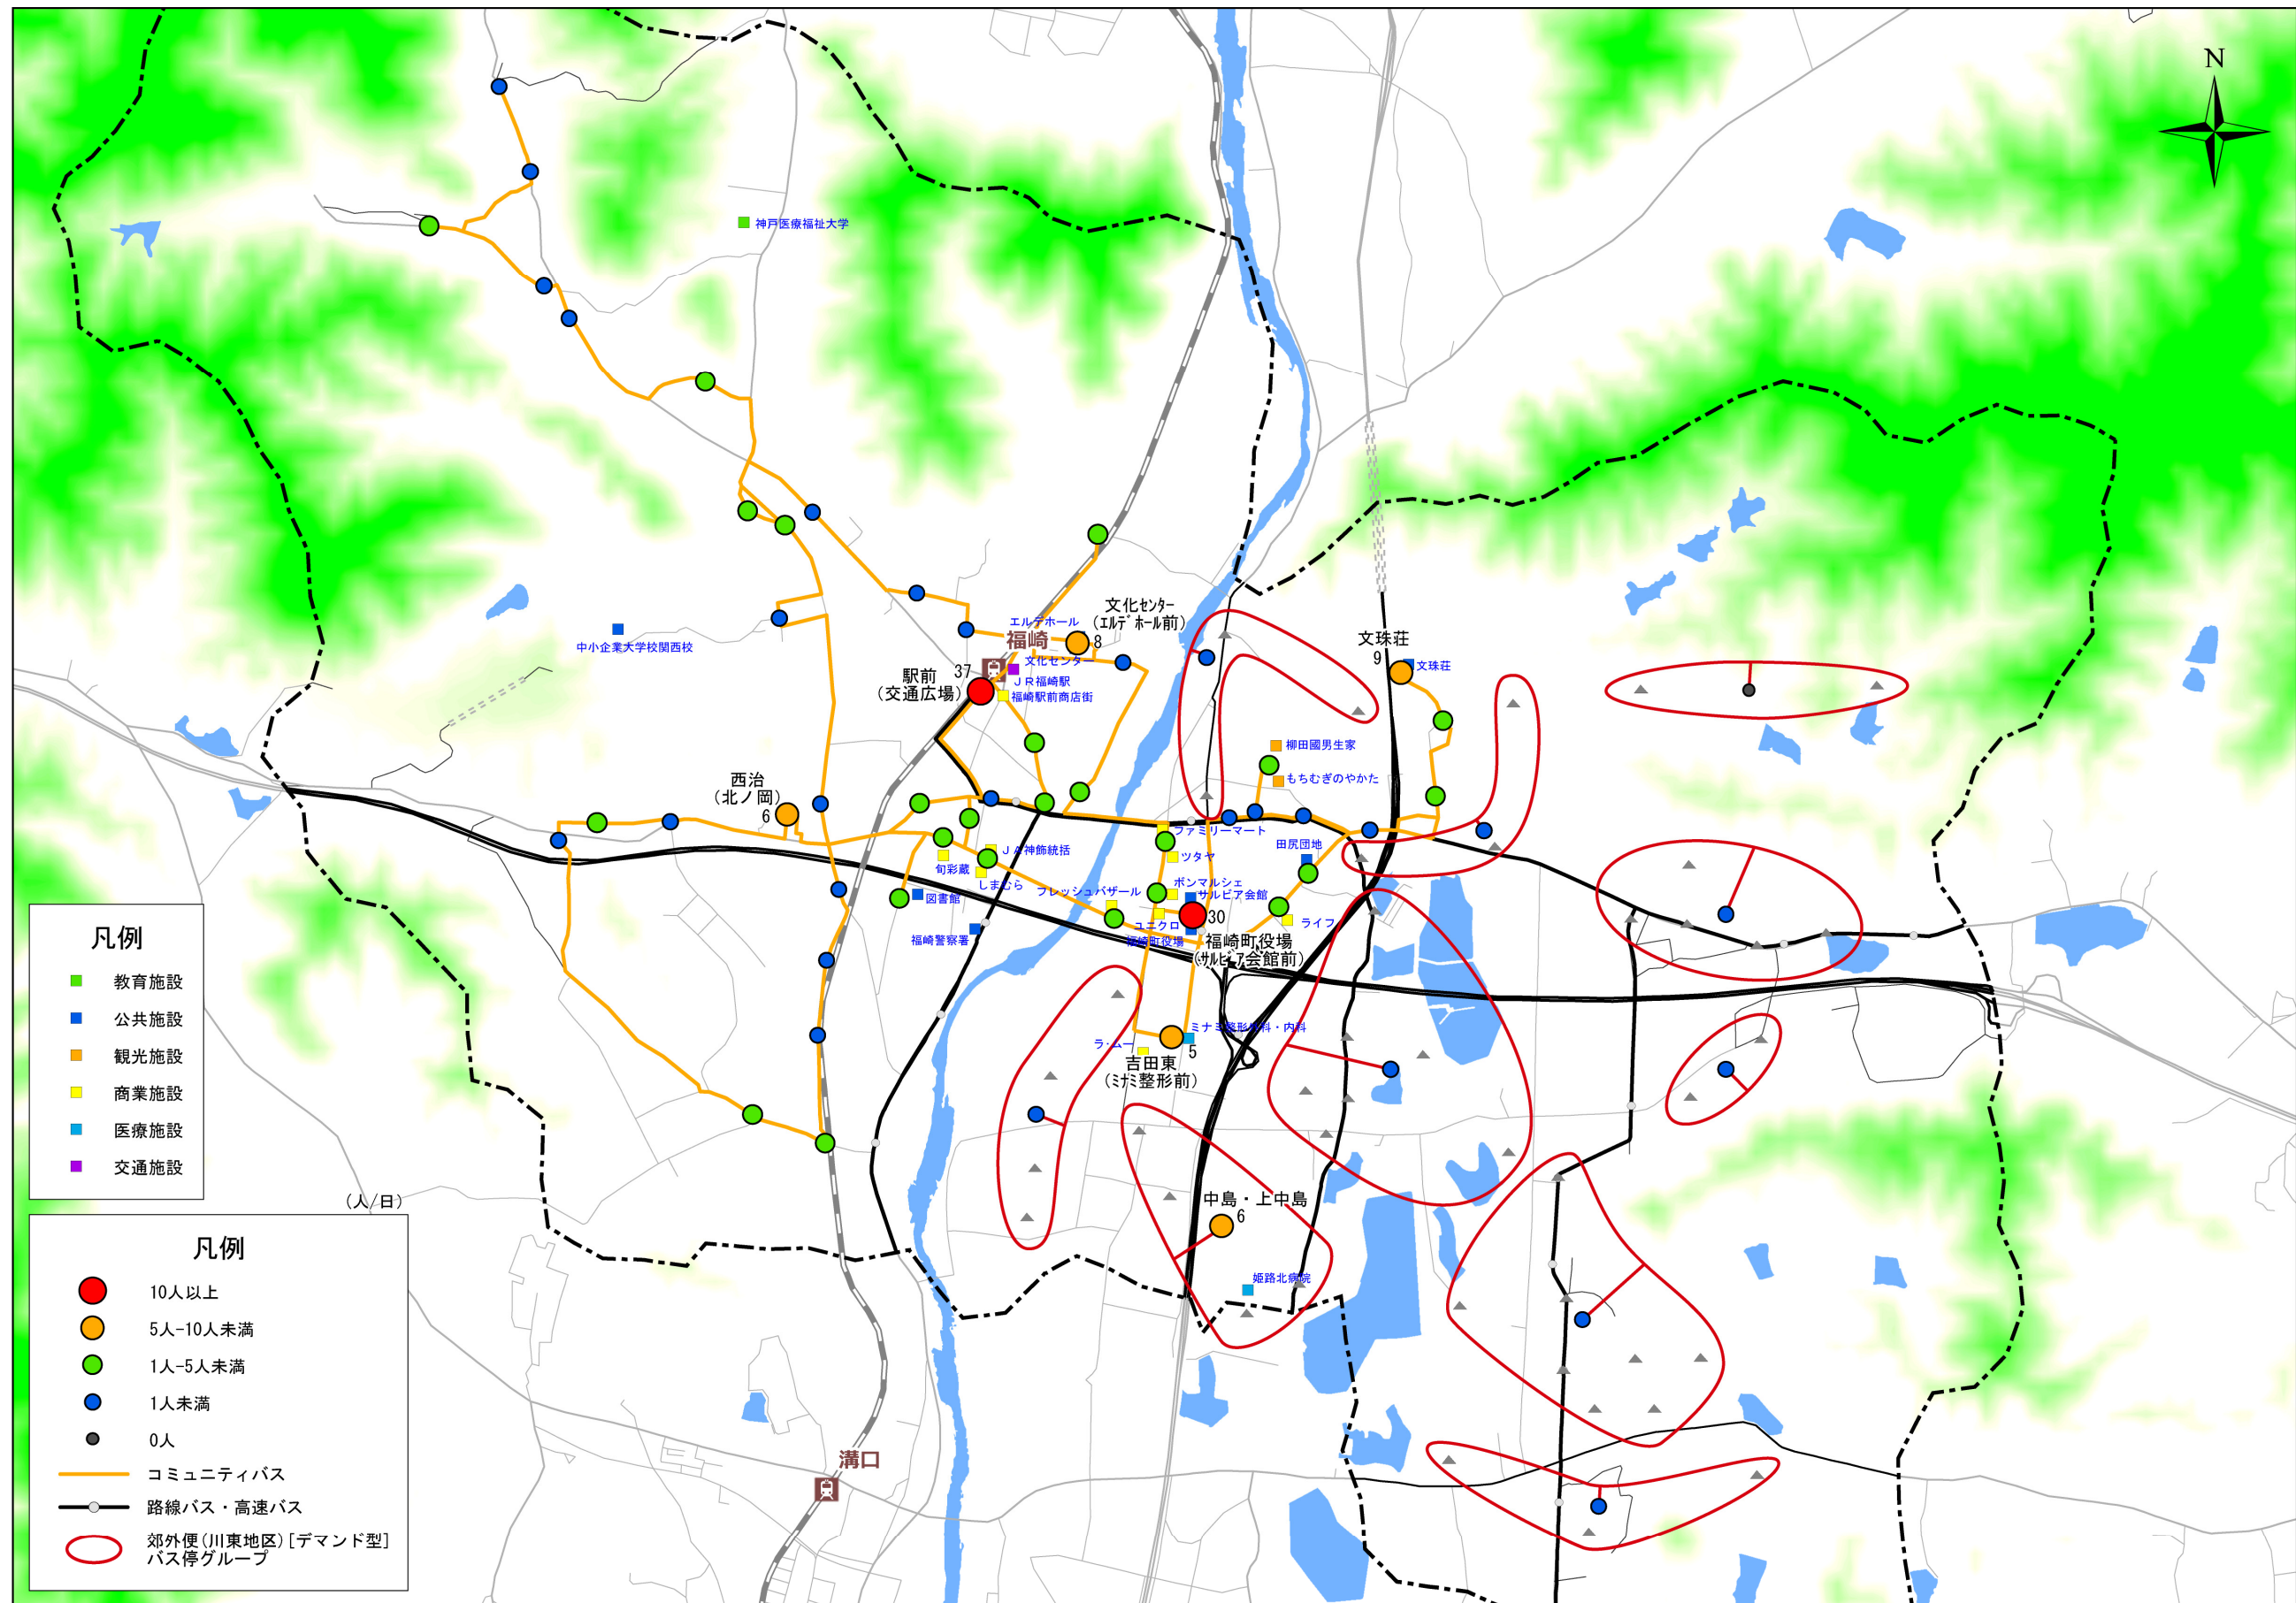 N
神戸医療福祉大学
中小企業大学校関西校
文化ｾﾝﾀｰ
(ｴﾙﾃﾞﾎｰﾙ前)
8
エルデホール
福崎
文化センター
ＪＲ福崎駅
福崎駅前商店街
駅前
(交通広場)
37
文珠荘
9
文珠荘
柳田國男生家
もちむぎのやかた
西治
(北ノ岡)
6
ファミリーマート
ツタヤ
田尻団地
ＪＡ神飾統括
旬彩蔵
しまむら
図書館
福崎警察署
フレッシュバザール
ボンマルシェ
サルビア会館
ユニクロ
福崎町役場
ライフ
30
福崎町役場
(ｻﾙﾋﾞｱ会館前)
ミナミ整形外科・内科
ラ・ムー
5
吉田東
(ﾐﾅﾐ整形前)
中島・上中島
6
姫路北病院
溝口
凡例
教育施設
公共施設
観光施設
商業施設
医療施設
交通施設
(人/日)
凡例
10人以上
5人-10人未満
1人-5人未満
1人未満
0人
コミュニティバス
路線バス・高速バス
郊外便(川東地区)[デマンド型]
バス停グループ